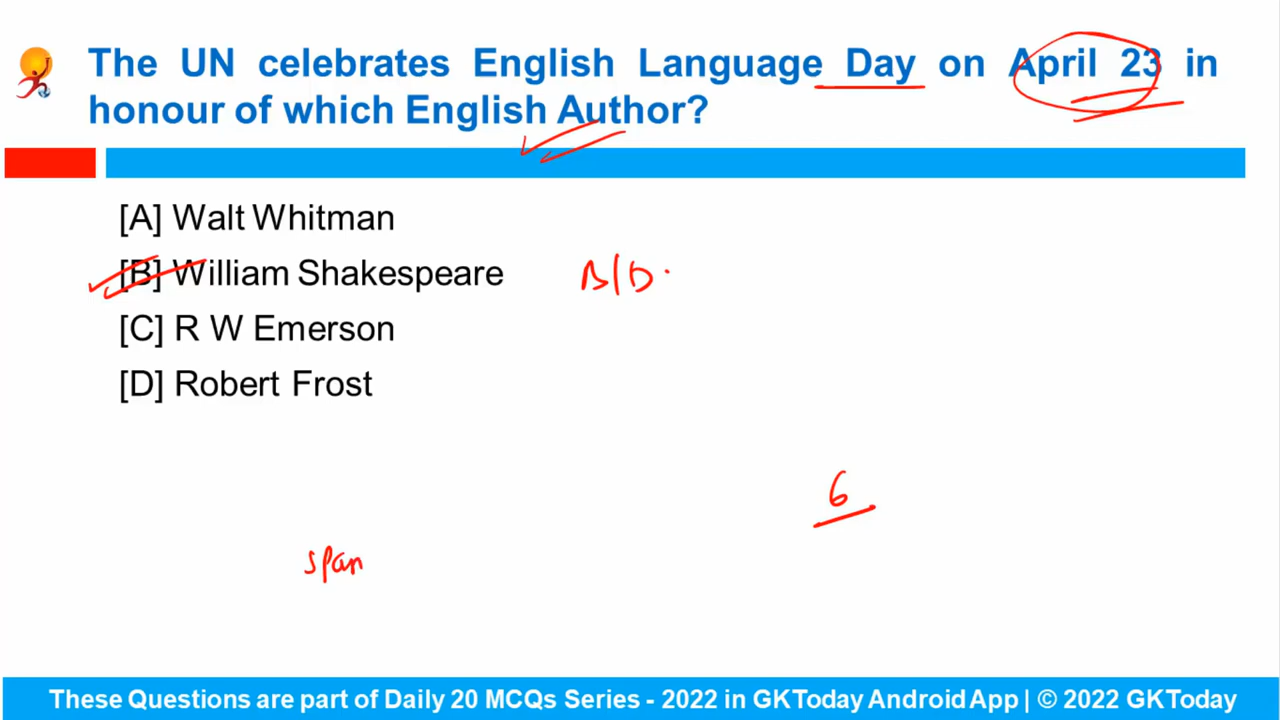 The UN celebrates English Language Day on April 23 in
honour of which English Author?
[A] Walt Whitman
[B] William Shakespeare
B/D.
[C] R W Emerson
[D] Robert Frost
6
span
These Questions are part of Daily 20 MCQs Series - 2022 in GKToday Android App | © 2022 GKToday